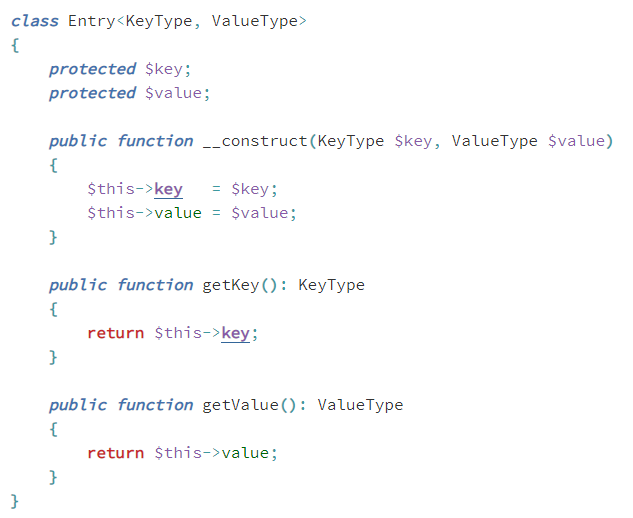 class Entry<KeyType, ValueType>
{
    protected $key;
    protected $value;

    public function __construct(KeyType $key, ValueType $value)
    {
        $this->key   = $key;
        $this->value = $value;
    }

    public function getKey(): KeyType
    {
        return $this->key;
    }

    public function getValue(): ValueType
    {
        return $this->value;
    }
}